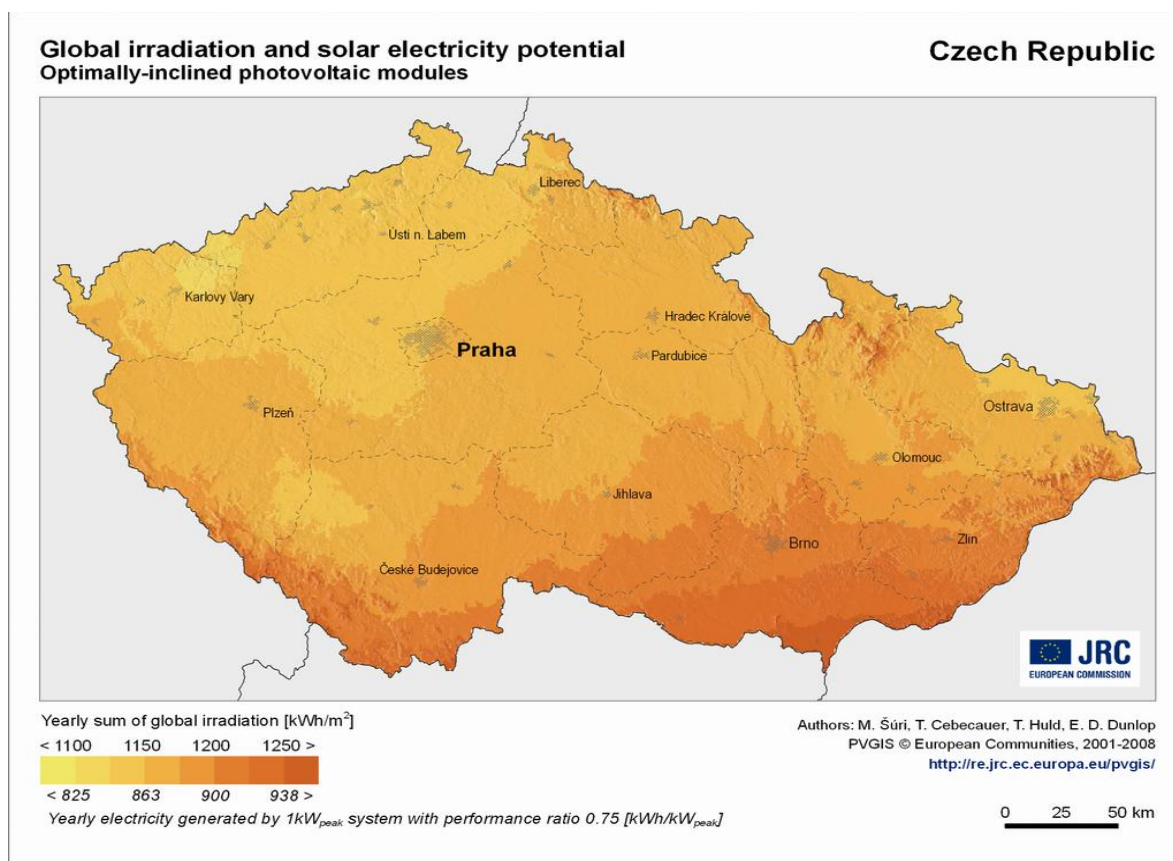 Global irradiation and solar electricity potential
Optimally-inclined photovoltaic modules
Czech Republic
Liberec
Ústí n. Labem
Karlovy Vary
Hradec Králové
Praha
Pardubice
Plzeň
Ostrava
Olomouc
Jihlava
Brno
Zlín
České Budejovice
JRC
EUROPEAN COMMISSION
Yearly sum of global irradiation [kWh/m²]
< 1100 1150 1200 1250 >
< 825 863 900 938 >
Yearly electricity generated by 1kWpeak system with performance ratio 0.75 [kWh/kWpeak]
Authors: M. Šúri, T. Cebecauer, T. Huld, E. D. Dunlop
PVGIS © European Communities, 2001-2008
http://re.jrc.ec.europa.eu/pvgis/
0 25 50 km